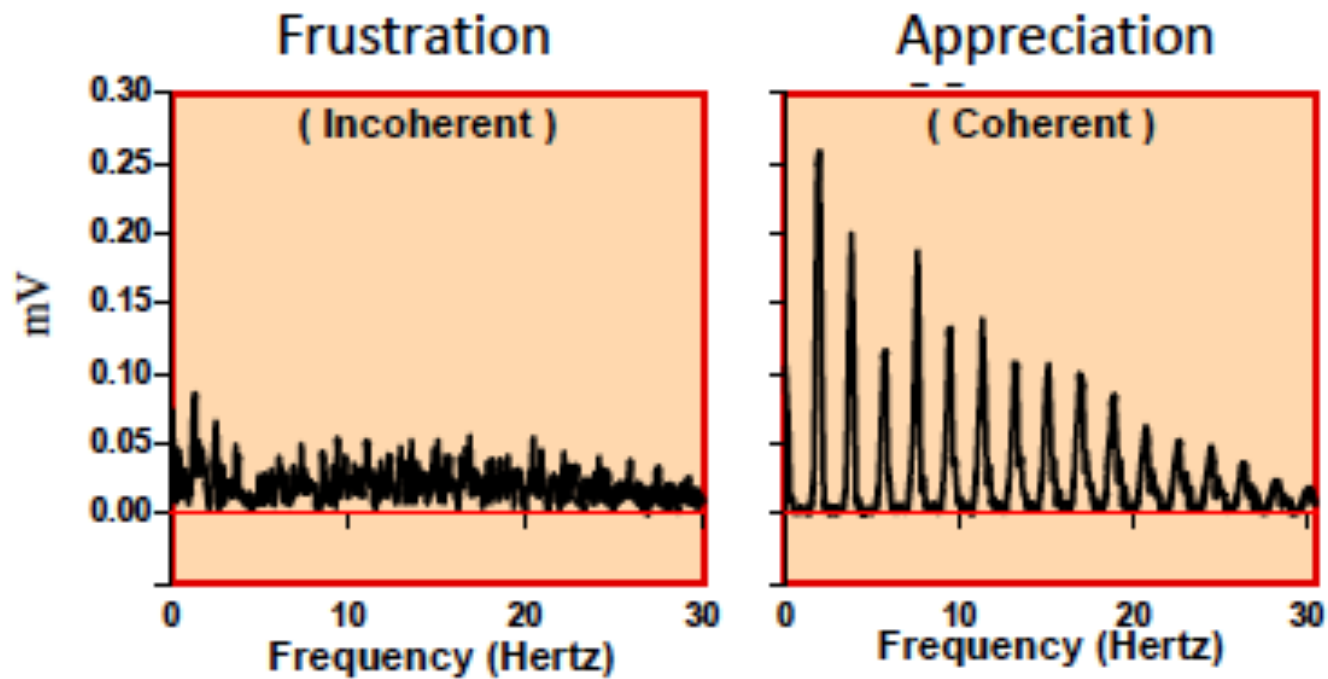 Frustration
Appreciation
( Incoherent )
( Coherent )
mV
0.30
0.25
0.20
0.15
0.10
0.05
0.00
0 10 20 30
0 10 20 30
Frequency (Hertz)
Frequency (Hertz)